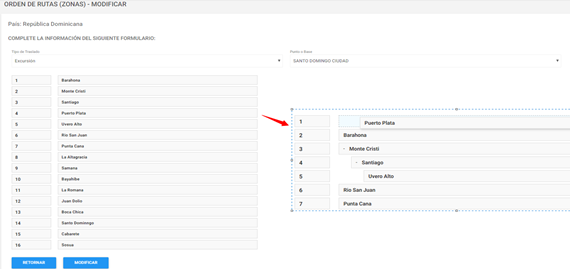 ORDEN DE RUTAS (ZONAS) - MODIFICAR
País: República Dominicana
COMPLETE LA INFORMACIÓN DEL SIGUIENTE FORMULARIO:
Tipo de Traslado
Excursión
Punto o Base
SANTO DOMINGO CIUDAD
1 Barahona
2 Monte Cristi
3 Santiago
4 Puerto Plata
5 Uvero Alto
6 Rio San Juan
7 Punta Cana
8 La Altagracia
9 Samana
10 Bayahibe
11 La Romana
12 Juan Dolio
13 Boca Chica
14 Santo Domingo
15 Cabarete
16 Sosua
RETORNAR MODIFICAR
1 Puerto Plata
2 Barahona
3 - Monte Cristi
4 - Santiago
5 Uvero Alto
6 Rio San Juan
7 Punta Cana